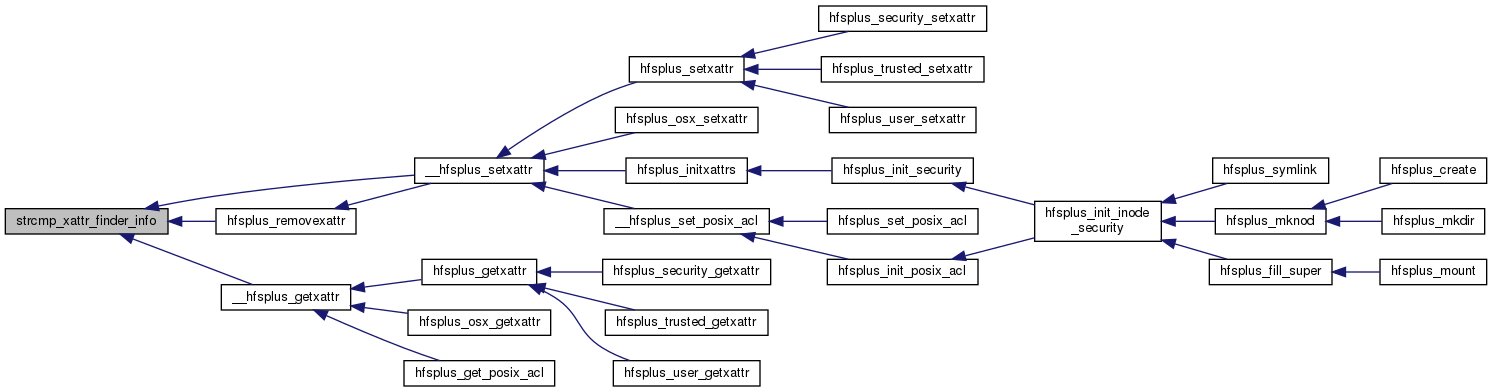 hfsplus_security_setxattr
hfsplus_setxattr
hfsplus_trusted_setxattr
hfsplus_osx_setxattr
hfsplus_user_setxattr
__hfsplus_setxattr
hfsplus_initxattrs
hfsplus_init_security
hfsplus_symlink
hfsplus_create
strcmp_xattr_finder_info
hfsplus_removexattr
__hfsplus_set_posix_acl
hfsplus_set_posix_acl
hfsplus_init_inode
_security
hfsplus_mknod
hfsplus_mkdir
hfsplus_getxattr
hfsplus_security_getxattr
hfsplus_init_posix_acl
hfsplus_fill_super
hfsplus_mount
__hfsplus_getxattr
hfsplus_osx_getxattr
hfsplus_trusted_getxattr
hfsplus_get_posix_acl
hfsplus_user_getxattr